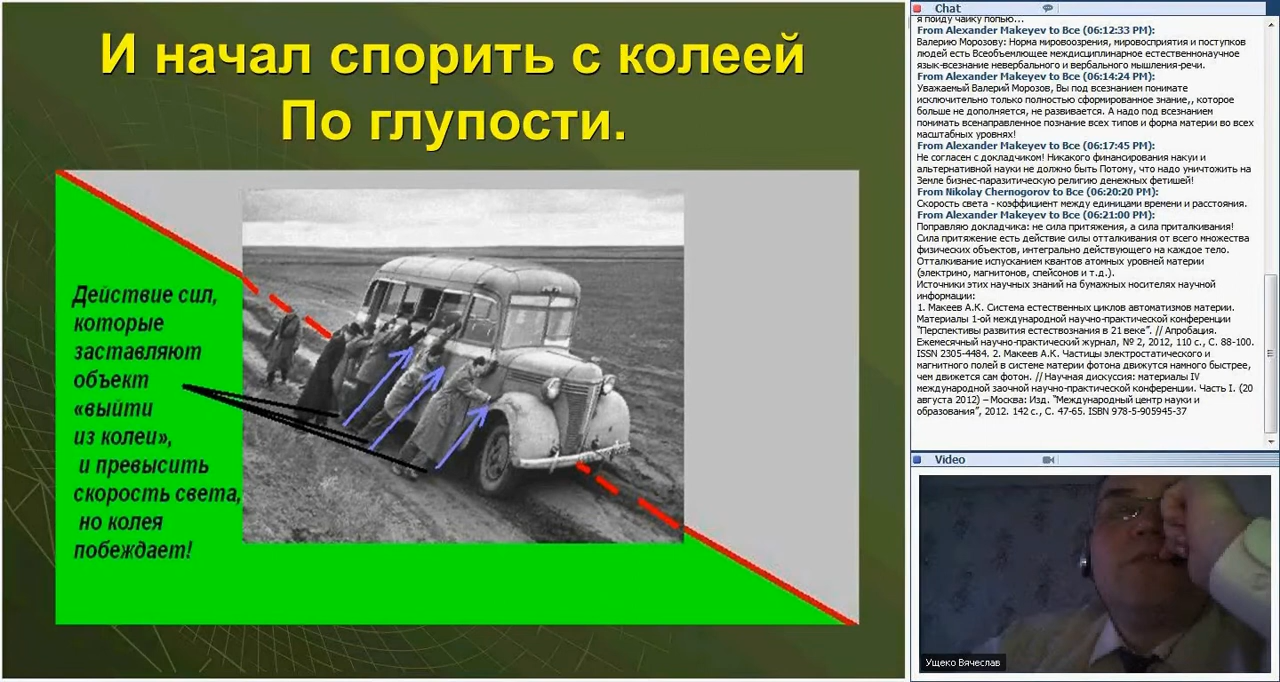 И начал спорить с колеей
По глупости.
Действие сил,
которые
заставляют
объект
«выйти
из колеи»,
и превысить
скорость света,
но колея
побеждает!
Chat
я пойду чайку попью...
From Alexander Makeyev to Все (06:12:33 PM):
Валерию Морозову: Норма мировоозрения, мировосприятия и поступков
людей есть Всеобъемлющее междисциплинарное естественнонаучное
язык-всезнание невербального и вербального мышления-речи.
From Alexander Makeyev to Все (06:14:24 PM):
Уважаемый Валерий Морозов, Вы под всезнанием понимате
исключительно только полностью сформированное знание,, которое
больше не дополняется, не развивается. А надо под всезнанием
понимать всенаправленное познание всех типов и форма материи во всех
масштабных уровнях!
From Alexander Makeyev to Все (06:17:45 PM):
Не согласен с докладчиком! Никакого финансирования накуи и
альтернативной науки не должно быть Потому, что надо уничтожить на
Земле бизнес-паразитическую религию денежных фетишей!
From Nikolay Chernogorov to Все (06:20:20 PM):
Скорость света - коэффициент между единицами времени и расстояния.
From Alexander Makeyev to Все (06:21:00 PM):
Поправляю докладчика: не сила притяжения, а сила приталкивания!
Сила притяжение есть действие силы отталкивания от всего множества
физических объектов, интегрально действующего на каждое тело.
Отталкивание испусканием квантов атомных уровней материи
(электрино, магнитонов, спейсонов и т.д.).
Источники этих научных знаний на бумажных носителях научной
информации:
1. Макеев А.К. Система естественных циклов автоматизмов материи.
Материалы 1-ой международной научно-практической конференции
"Перспективы развития естествознания в 21 веке". // Апробация.
Ежемесячный научно-практический журнал, № 2, 2012, 110 с., С. 88-100.
ISSN 2305-4484. 2. Макеев А.К. Частицы электростатического и
магнитного полей в системе материи фотона движутся намного быстрее,
чем движется сам фотон. // Научная дискуссия: материалы IV
международной заочной научно-практической конференции. Часть I. (20
августа 2012) – Москва: Изд. "Международный центр науки и
образования", 2012. 142 с., С. 47-65. ISBN 978-5-905945-37
Video
Ущеко Вячеслав